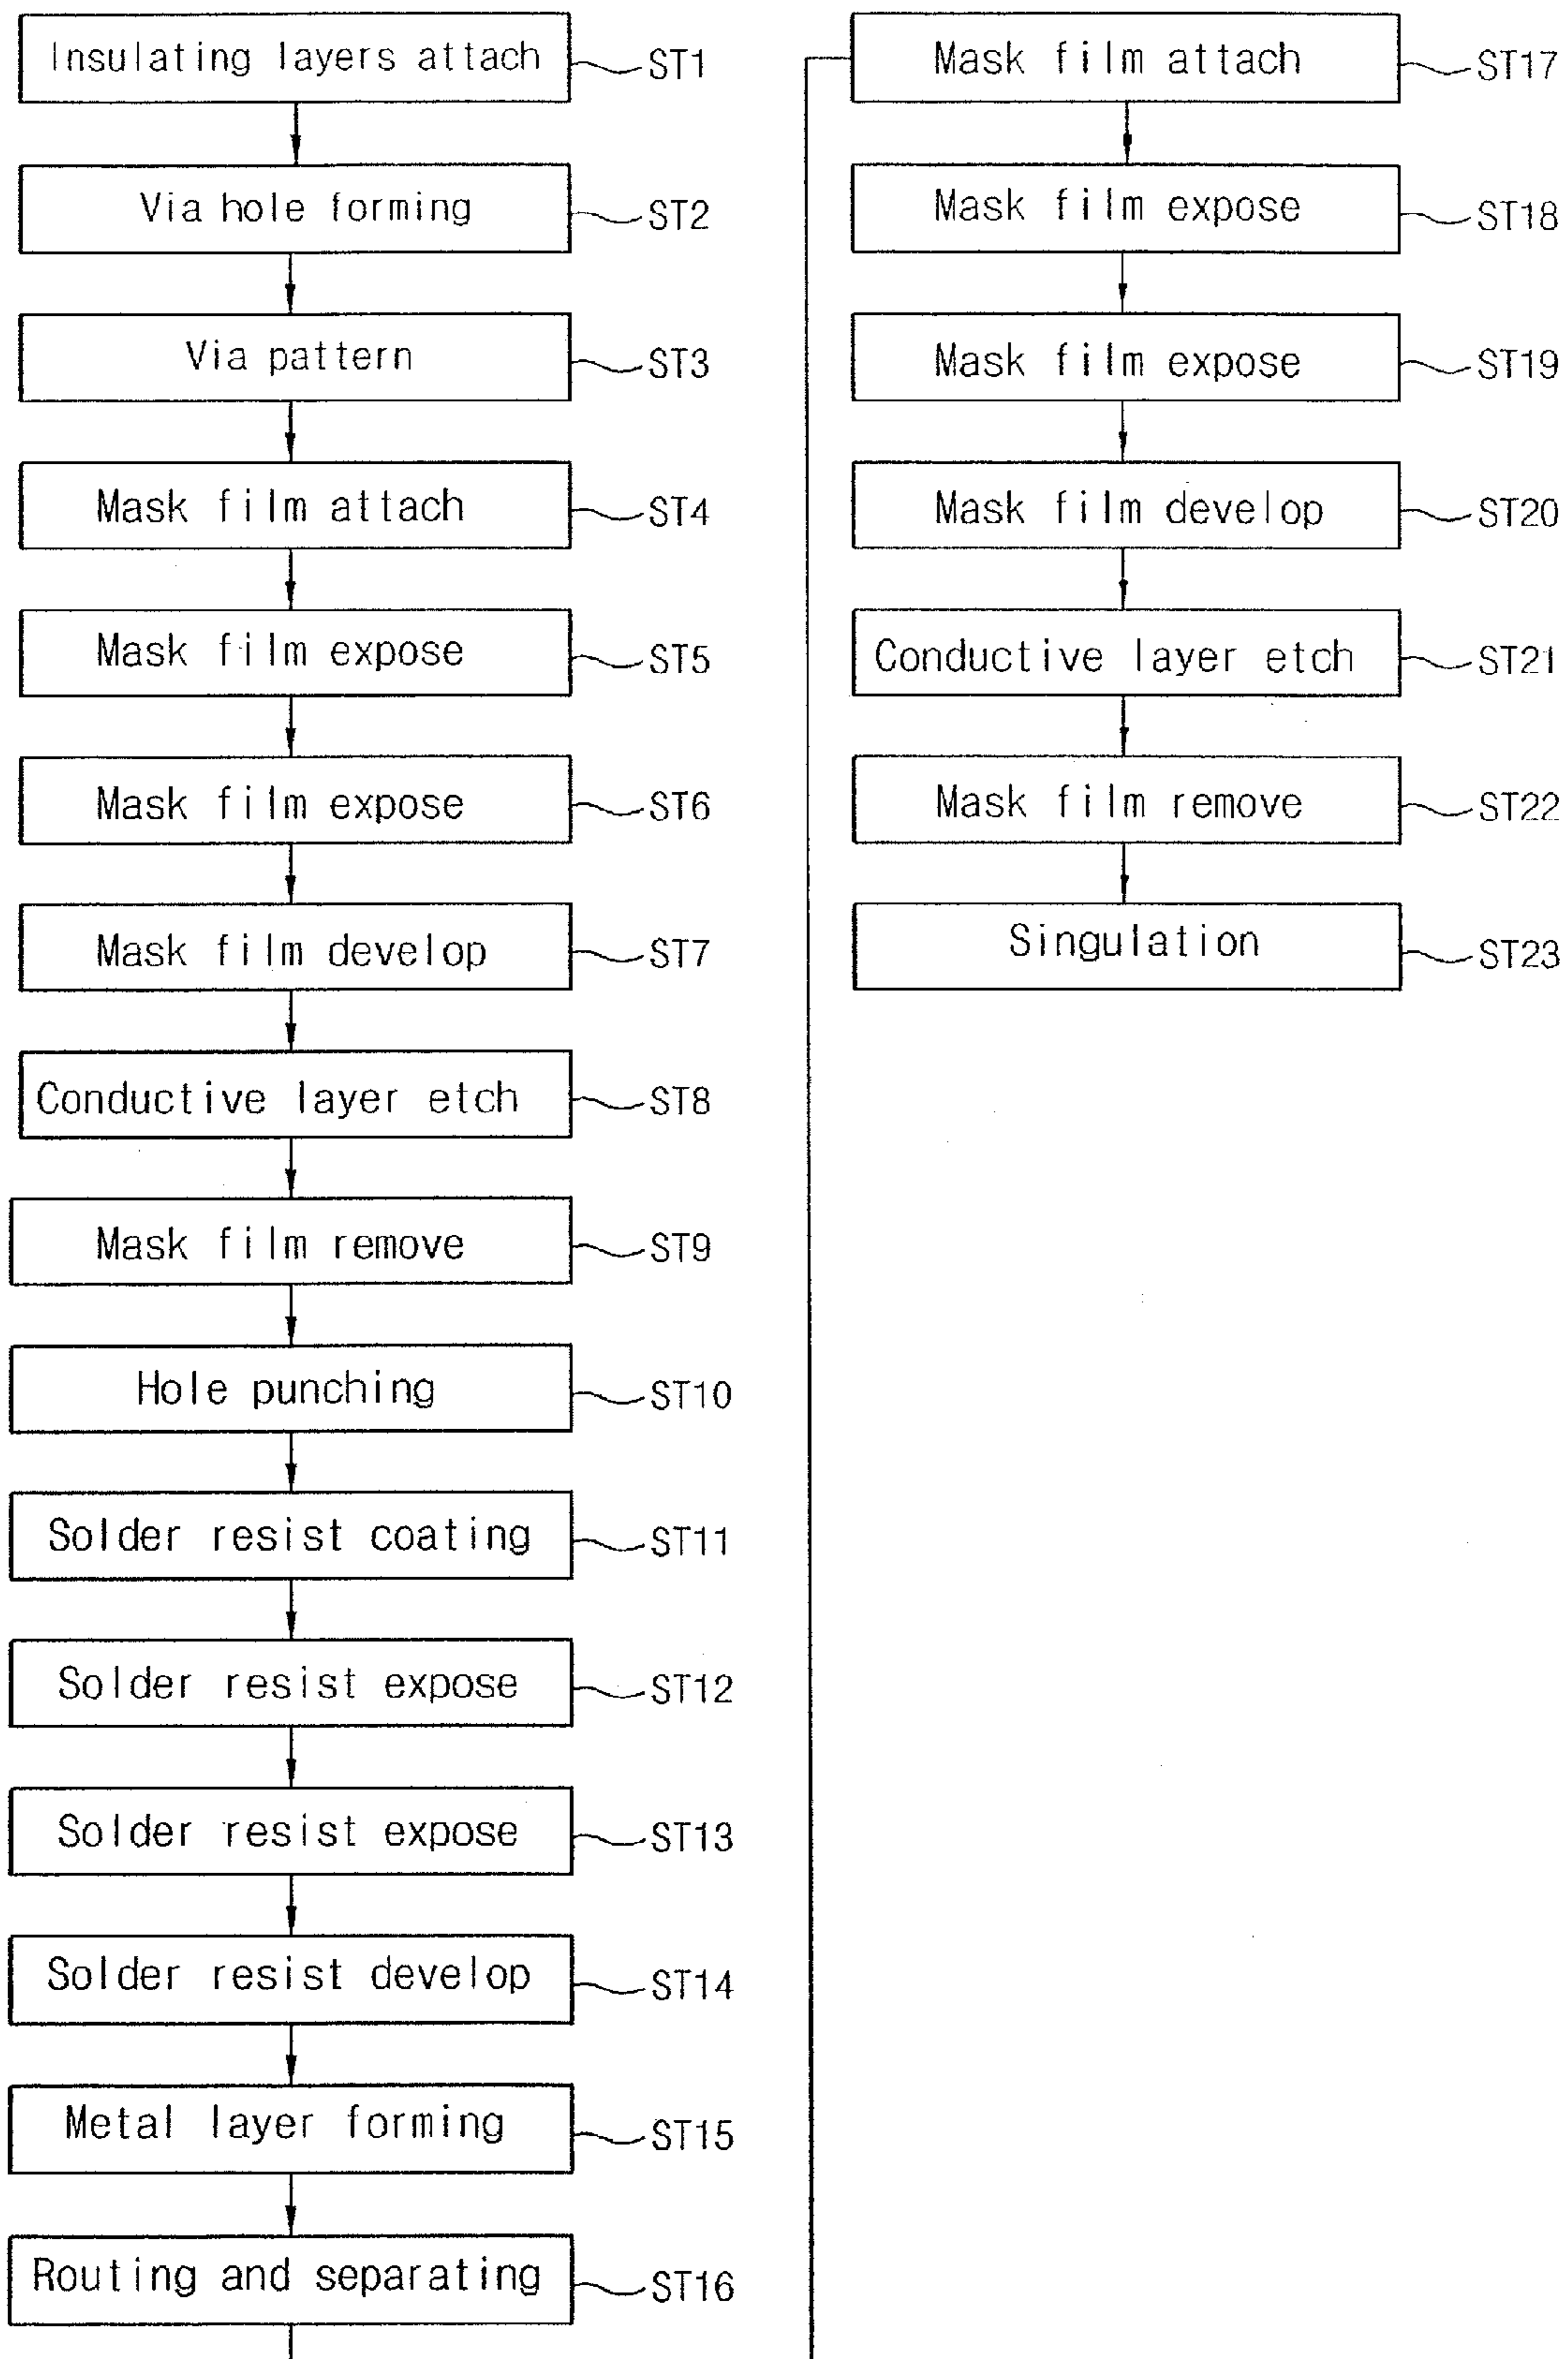 Insulating layers attach ST1
Via hole forming ST2
Via pattern ST3
Mask film attach ST4
Mask film expose ST5
Mask film expose ST6
Mask film develop ST7
Conductive layer etch ST8
Mask film remove ST9
Hole punching ST10
Solder resist coating ST11
Solder resist expose ST12
Solder resist expose ST13
Solder resist develop ST14
Metal layer forming ST15
Routing and separating ST16
Mask film attach ST17
Mask film expose ST18
Mask film expose ST19
Mask film develop ST20
Conductive layer etch ST21
Mask film remove ST22
Singulation ST23